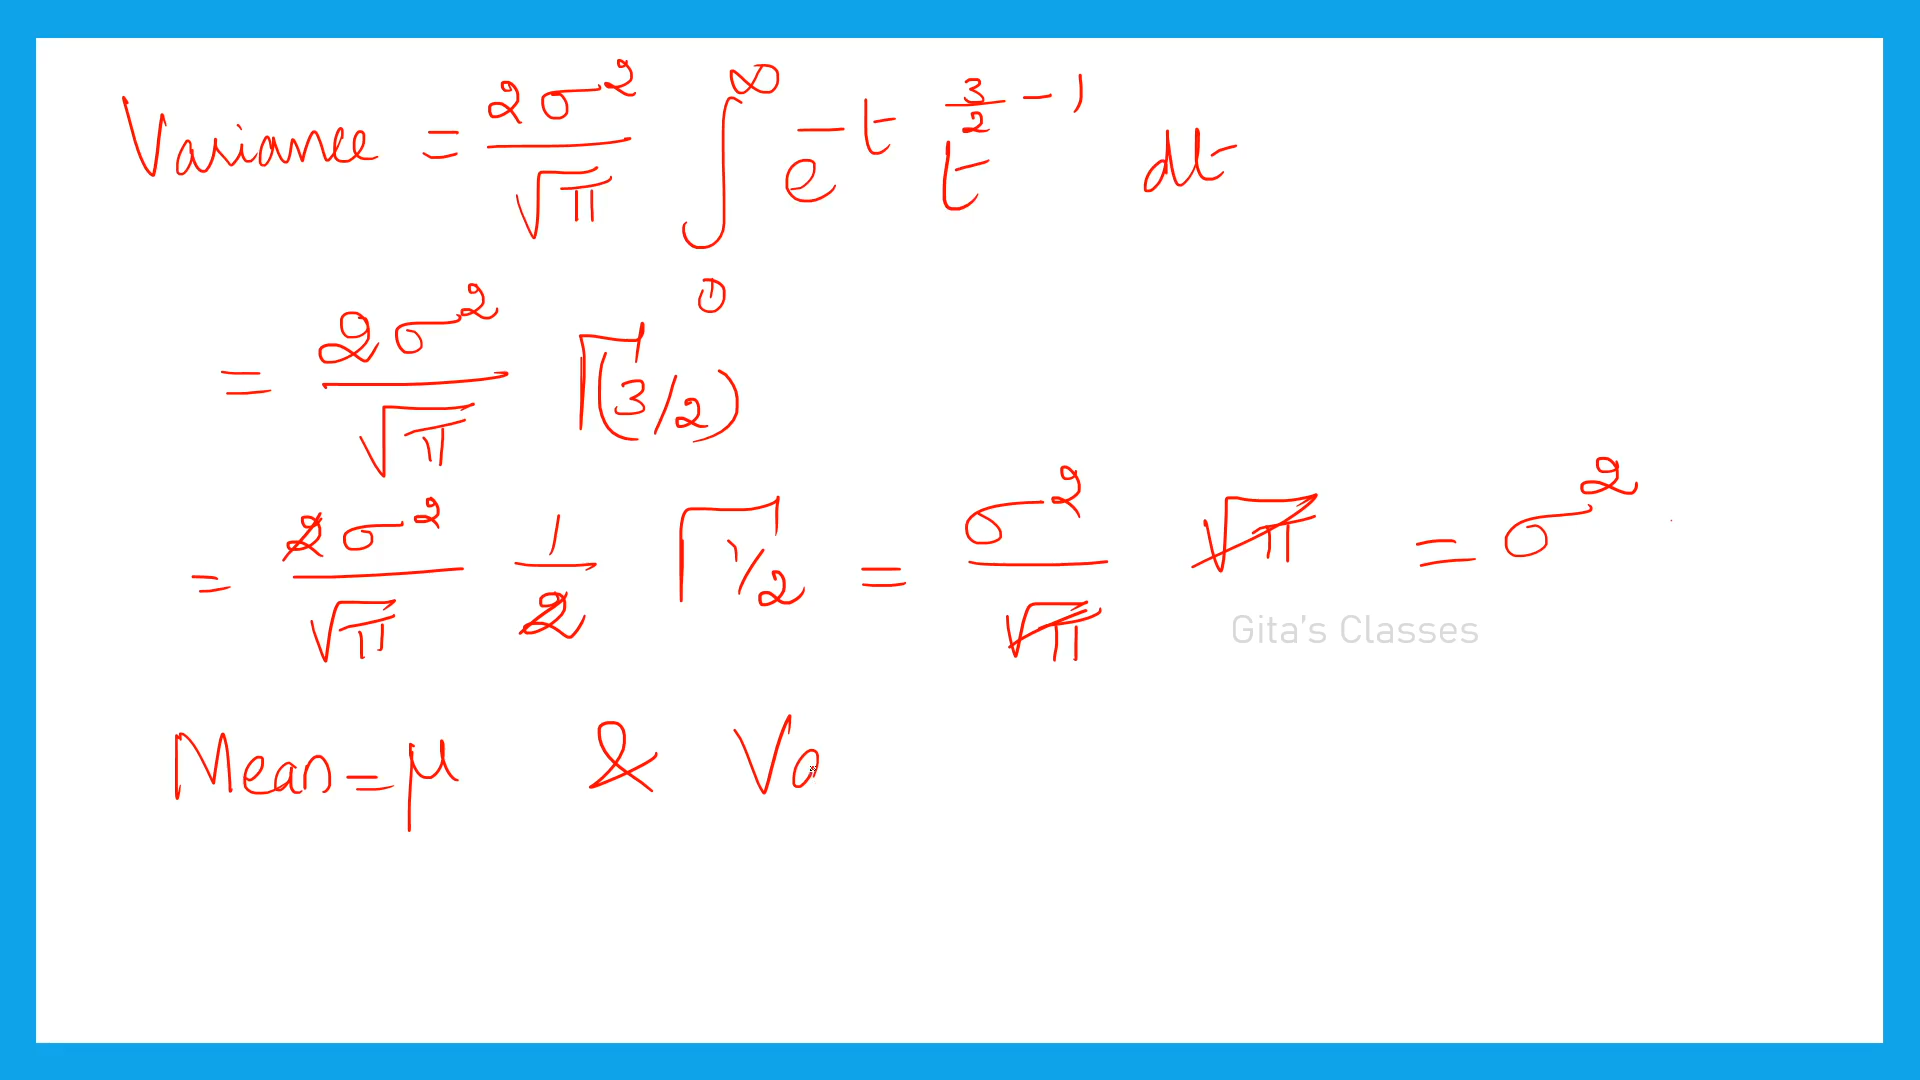 Variance = 2σ²/√π ∫₀^∞ e^(-t) t^(3/2 - 1) dt
= 2σ²/√π Γ(3/2)
= 2σ²/√π 1/2 Γ1/2 = σ²/√π √π = σ²
Gita's Classes
Mean = μ & Va